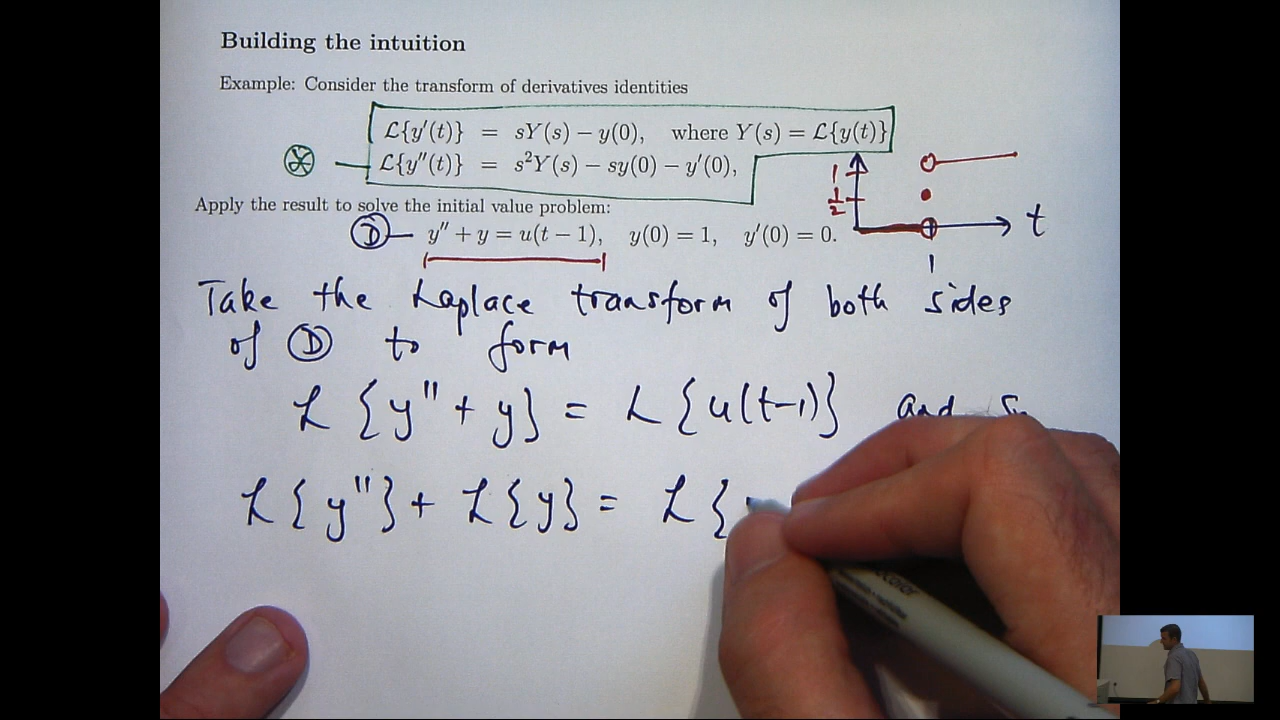 Building the intuition
Example: Consider the transform of derivatives identities
ℒ{y′(t)} = sY(s) − y(0), where Y(s) = ℒ{y(t)}
ℒ{y″(t)} = s²Y(s) − sy(0) − y′(0),
1
1/2
t
1
Apply the result to solve the initial value problem:
Ⓓ y″ + y = u(t − 1), y(0) = 1, y′(0) = 0.
Take the Laplace transform of both sides
of Ⓓ to form
ℒ{y″ + y} = ℒ{u(t−1)} and
ℒ{y″} + ℒ{y} = ℒ{